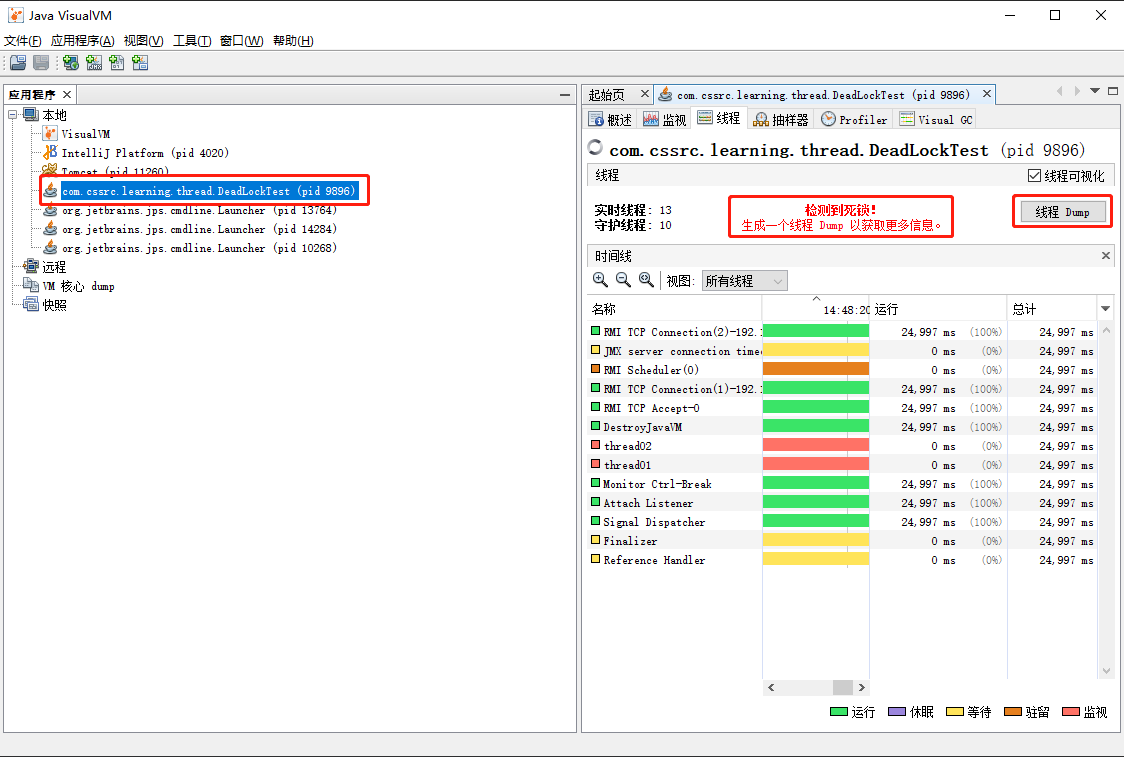 Java VisualVM
文件(F) 应用程序(A) 视图(V) 工具(T) 窗口(W) 帮助(H)
应用程序
本地
VisualVM
IntelliJ Platform (pid 4020)
Tomcat (pid 11260)
com.cssrc.learning.thread.DeadLockTest (pid 9896)
org.jetbrains.jps.cmdline.Launcher (pid 13764)
org.jetbrains.jps.cmdline.Launcher (pid 14284)
org.jetbrains.jps.cmdline.Launcher (pid 10268)
远程
VM 核心 dump
快照
起始页 com.cssrc.learning.thread.DeadLockTest (pid 9896)
概述 监视 线程 抽样器 Profiler Visual GC
com.cssrc.learning.thread.DeadLockTest (pid 9896)
线程 线程可视化
实时线程: 13
守护线程: 10
检测到死锁!
生成一个线程 Dump 以获取更多信息。
线程 Dump
时间线
视图: 所有线程
名称 14:48:20 运行 总计
RMI TCP Connection(2)-192. 24,997 ms (100%) 24,997 ms
JMX server connection time 0 ms (0%) 24,997 ms
RMI Scheduler(0) 0 ms (0%) 24,997 ms
RMI TCP Connection(1)-192. 24,997 ms (100%) 24,997 ms
RMI TCP Accept-0 24,997 ms (100%) 24,997 ms
DestroyJavaVM 24,997 ms (100%) 24,997 ms
thread02 0 ms (0%) 24,997 ms
thread01 0 ms (0%) 24,997 ms
Monitor Ctrl-Break 24,997 ms (100%) 24,997 ms
Attach Listener 24,997 ms (100%) 24,997 ms
Signal Dispatcher 24,997 ms (100%) 24,997 ms
Finalizer 0 ms (0%) 24,997 ms
Reference Handler 0 ms (0%) 24,997 ms
运行 休眠 等待 驻留 监视